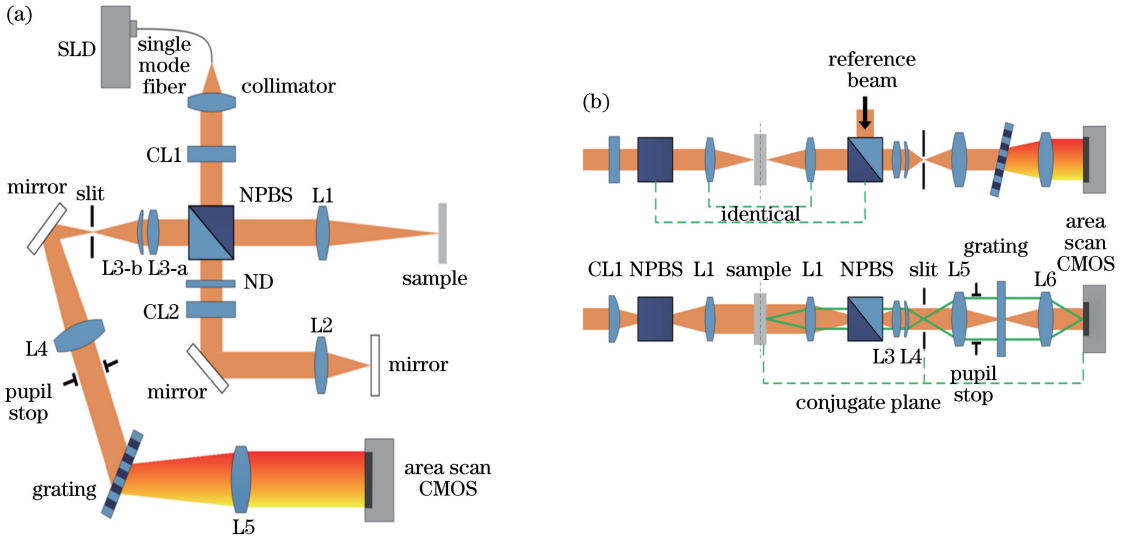 (a)
SLD
single
mode
fiber
collimator
CL1
mirror
slit
NPBS
L1
L3-b
L3-a
sample
ND
CL2
L4
L2
mirror
mirror
pupil
stop
grating
area scan
CMOS
L5
(b)
reference
beam
identical
area
scan
CMOS
grating
CL1 NPBS L1 sample L1 NPBS slit L5
L6
L3 L4
pupil
stop
conjugate plane